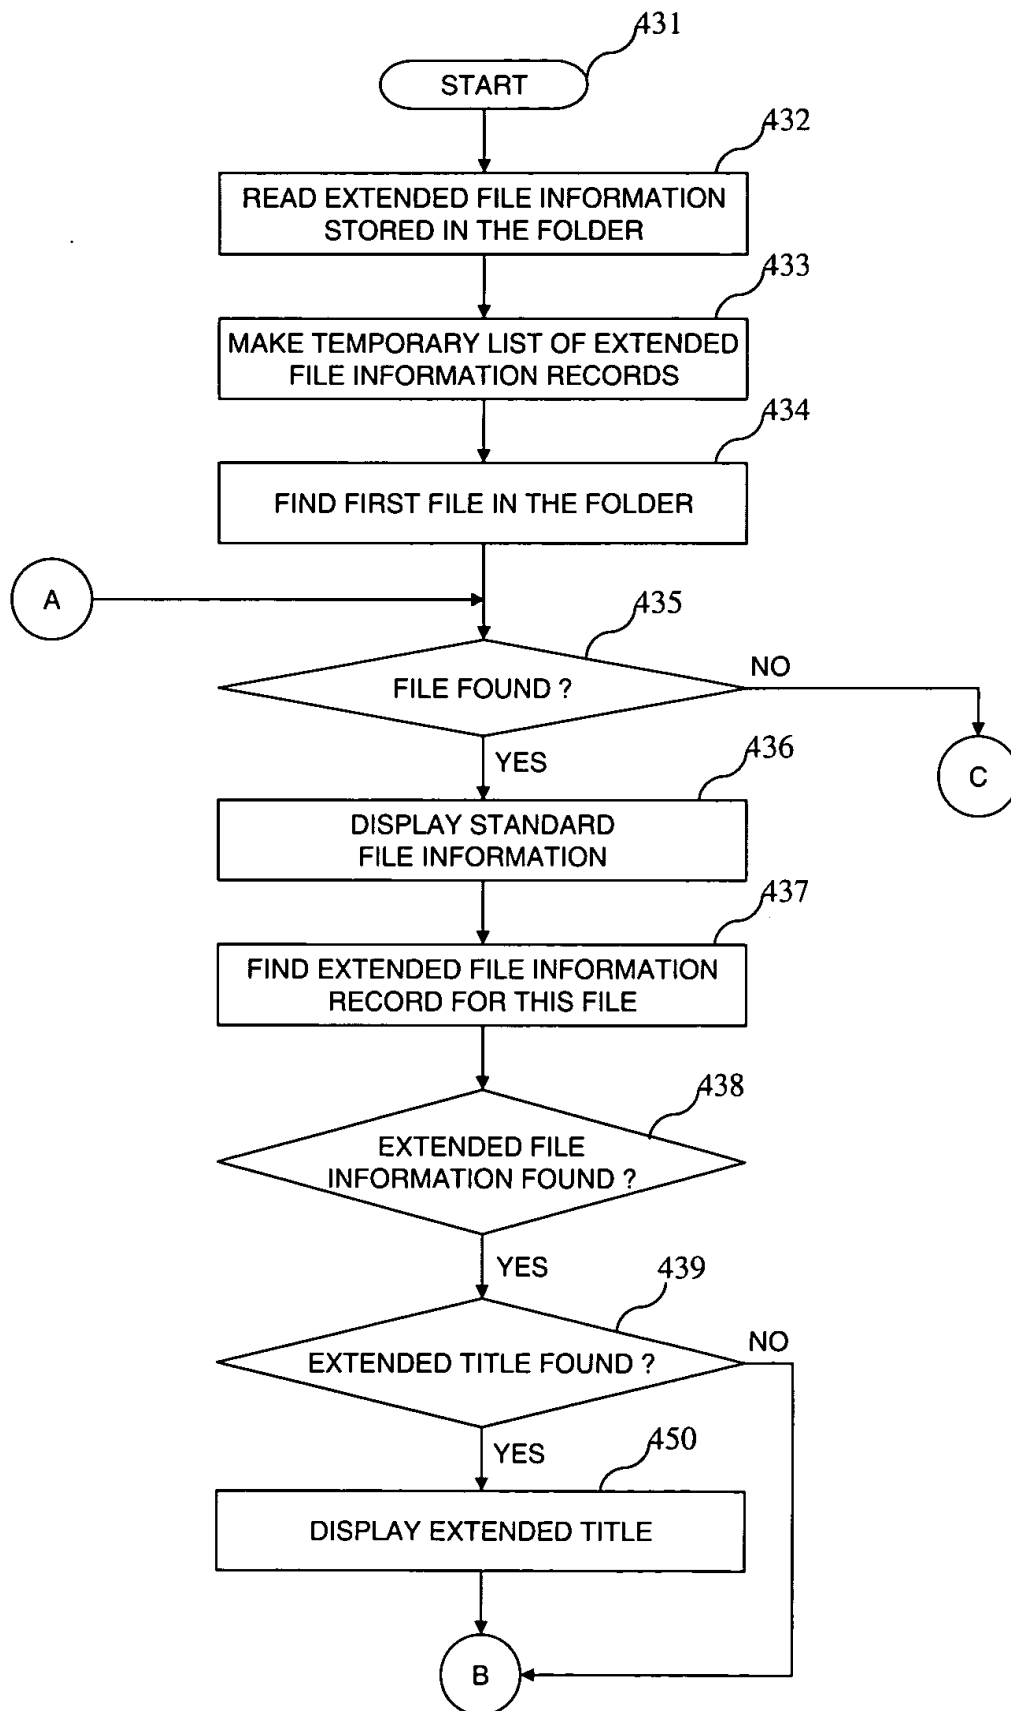 431
START
432
READ EXTENDED FILE INFORMATION
STORED IN THE FOLDER
433
MAKE TEMPORARY LIST OF EXTENDED
FILE INFORMATION RECORDS
434
FIND FIRST FILE IN THE FOLDER
A
435
FILE FOUND ?
NO
YES
436
C
DISPLAY STANDARD
FILE INFORMATION
437
FIND EXTENDED FILE INFORMATION
RECORD FOR THIS FILE
438
EXTENDED FILE
INFORMATION FOUND ?
YES
439
EXTENDED TITLE FOUND ?
NO
YES
450
DISPLAY EXTENDED TITLE
B